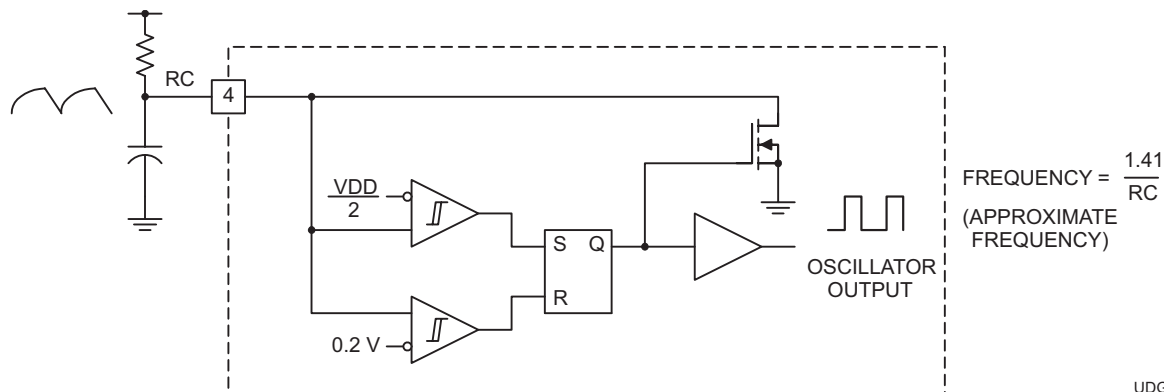 RC
4
VDD
2
0.2 V
S Q
R
OSCILLATOR
OUTPUT
FREQUENCY = 1.41
RC
(APPROXIMATE
FREQUENCY)
UDG